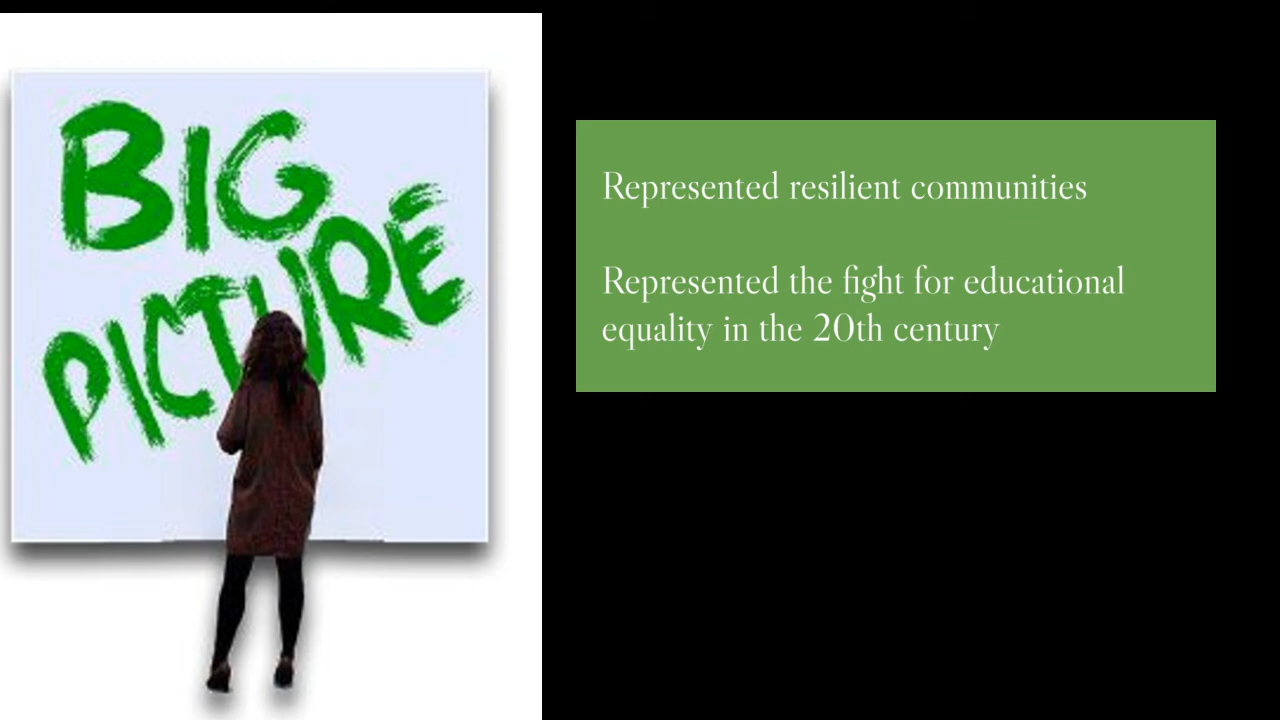 BIG
PICTURE
Represented resilient communities
Represented the fight for educational
equality in the 20th century